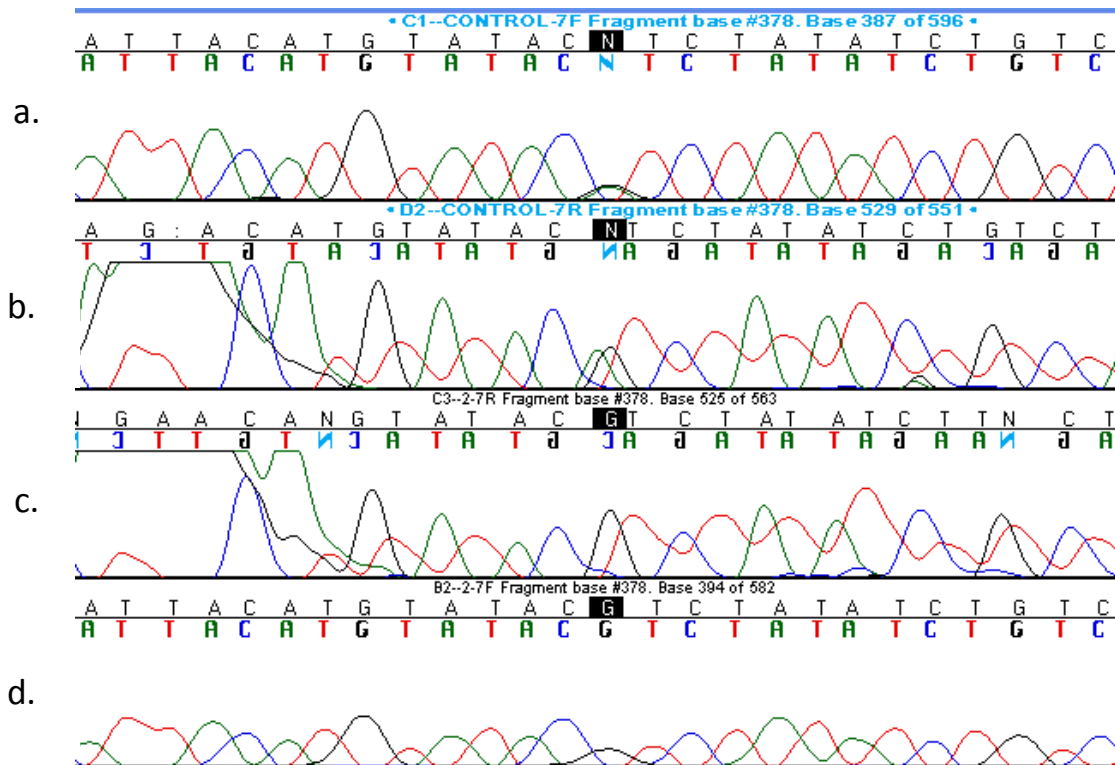 • C1--CONTROL-7F Fragment base #378. Base 387 of 596 •
A T T A C A T G T A T A C N T C T A T A T C T G T C
A T T A C A T G T A T A C N T C T A T A T C T G T C
a.
• D2--CONTROL-7R Fragment base #378. Base 529 of 551 •
A G : A C A T G T A T A C N T C T A T A T C T G T C T
T C T G T A C A T A T G N A G A T A T A G A C A G A
b.
C3--2-7R Fragment base #378. Base 525 of 563
N G A A C A N G T A T A C G T C T A T A T C T T N C T
N C T T G T N C A T A T G C A G A T A T A G A A N G A
c.
B2--2-7F Fragment base #378. Base 394 of 582
A T T A C A T G T A T A C G T C T A T A T C T G T C
A T T A C A T G T A T A C G T C T A T A T C T G T C
d.